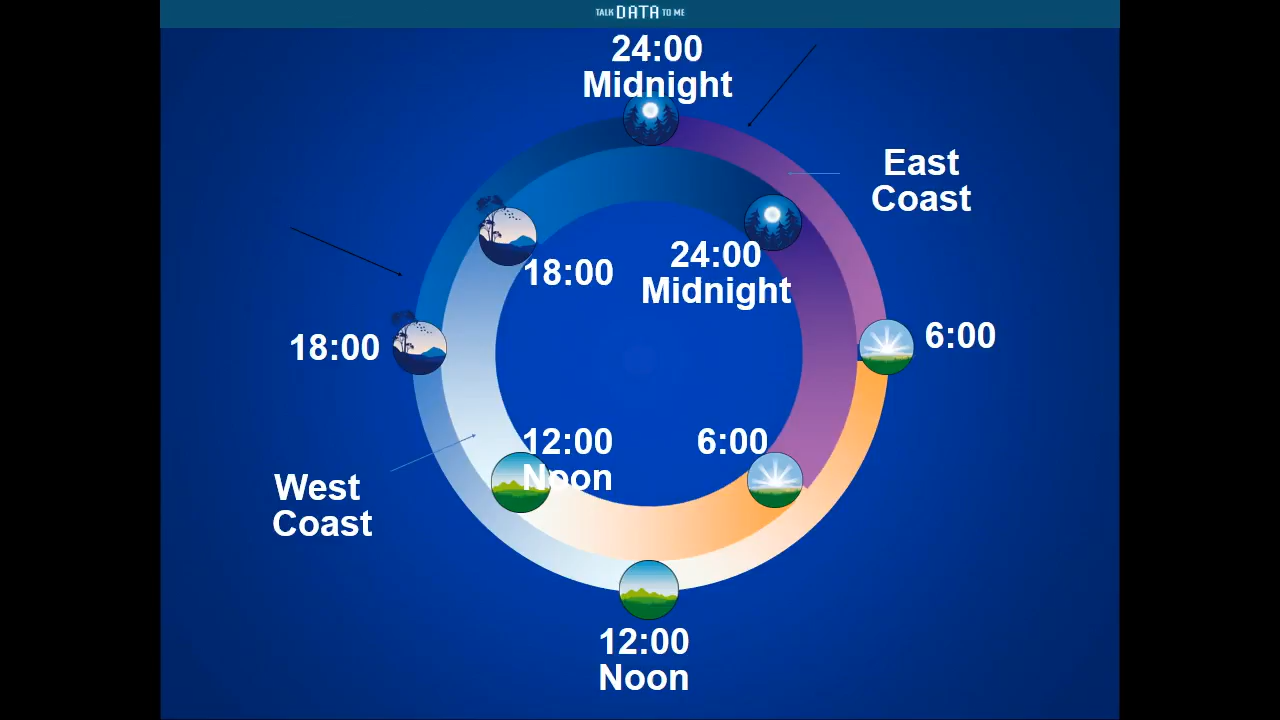 TALK DATA TO ME
24:00
Midnight
East
Coast
24:00
Midnight
18:00
6:00
18:00
12:00
Noon
6:00
West
Coast
12:00
Noon